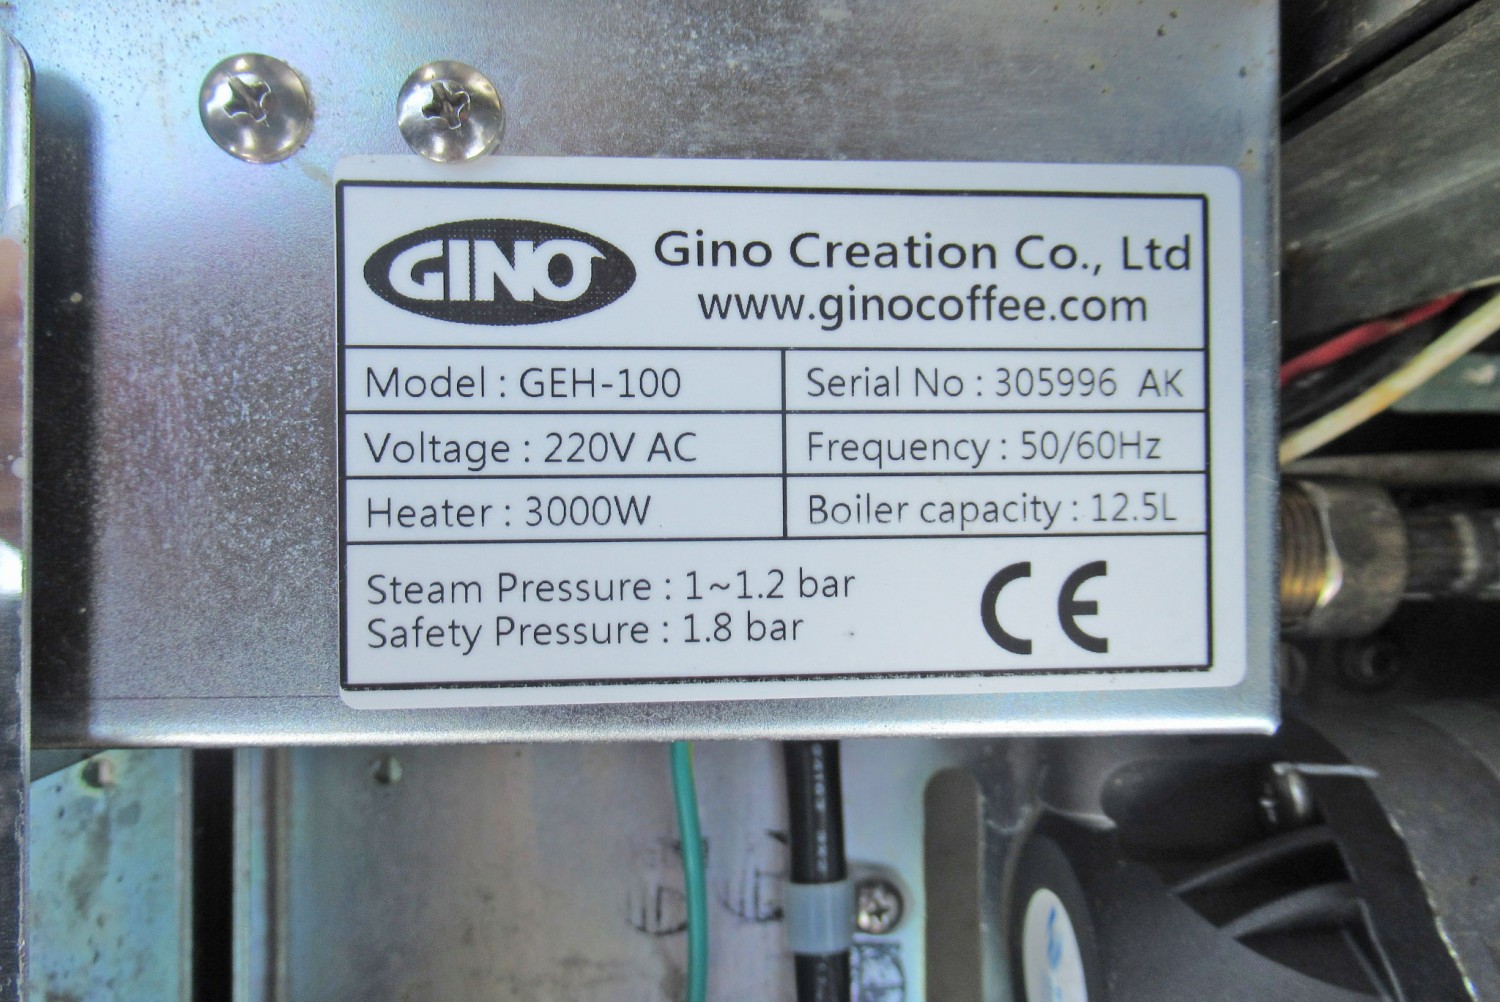 GINO
Gino Creation Co., Ltd
www.ginocoffee.com
Model : GEH-100
Serial No : 305996 AK
Voltage : 220V AC
Frequency : 50/60Hz
Heater : 3000W
Boiler capacity : 12.5L
Steam Pressure : 1~1.2 bar
Safety Pressure : 1.8 bar
CE